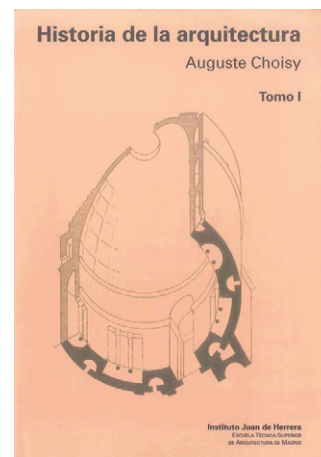 Historia de la arquitectura
Auguste Choisy
Tomo I
Instituto Juan de Herrera
ESCUELA TÉCNICA SUPERIOR
DE ARQUITECTURA DE MADRID